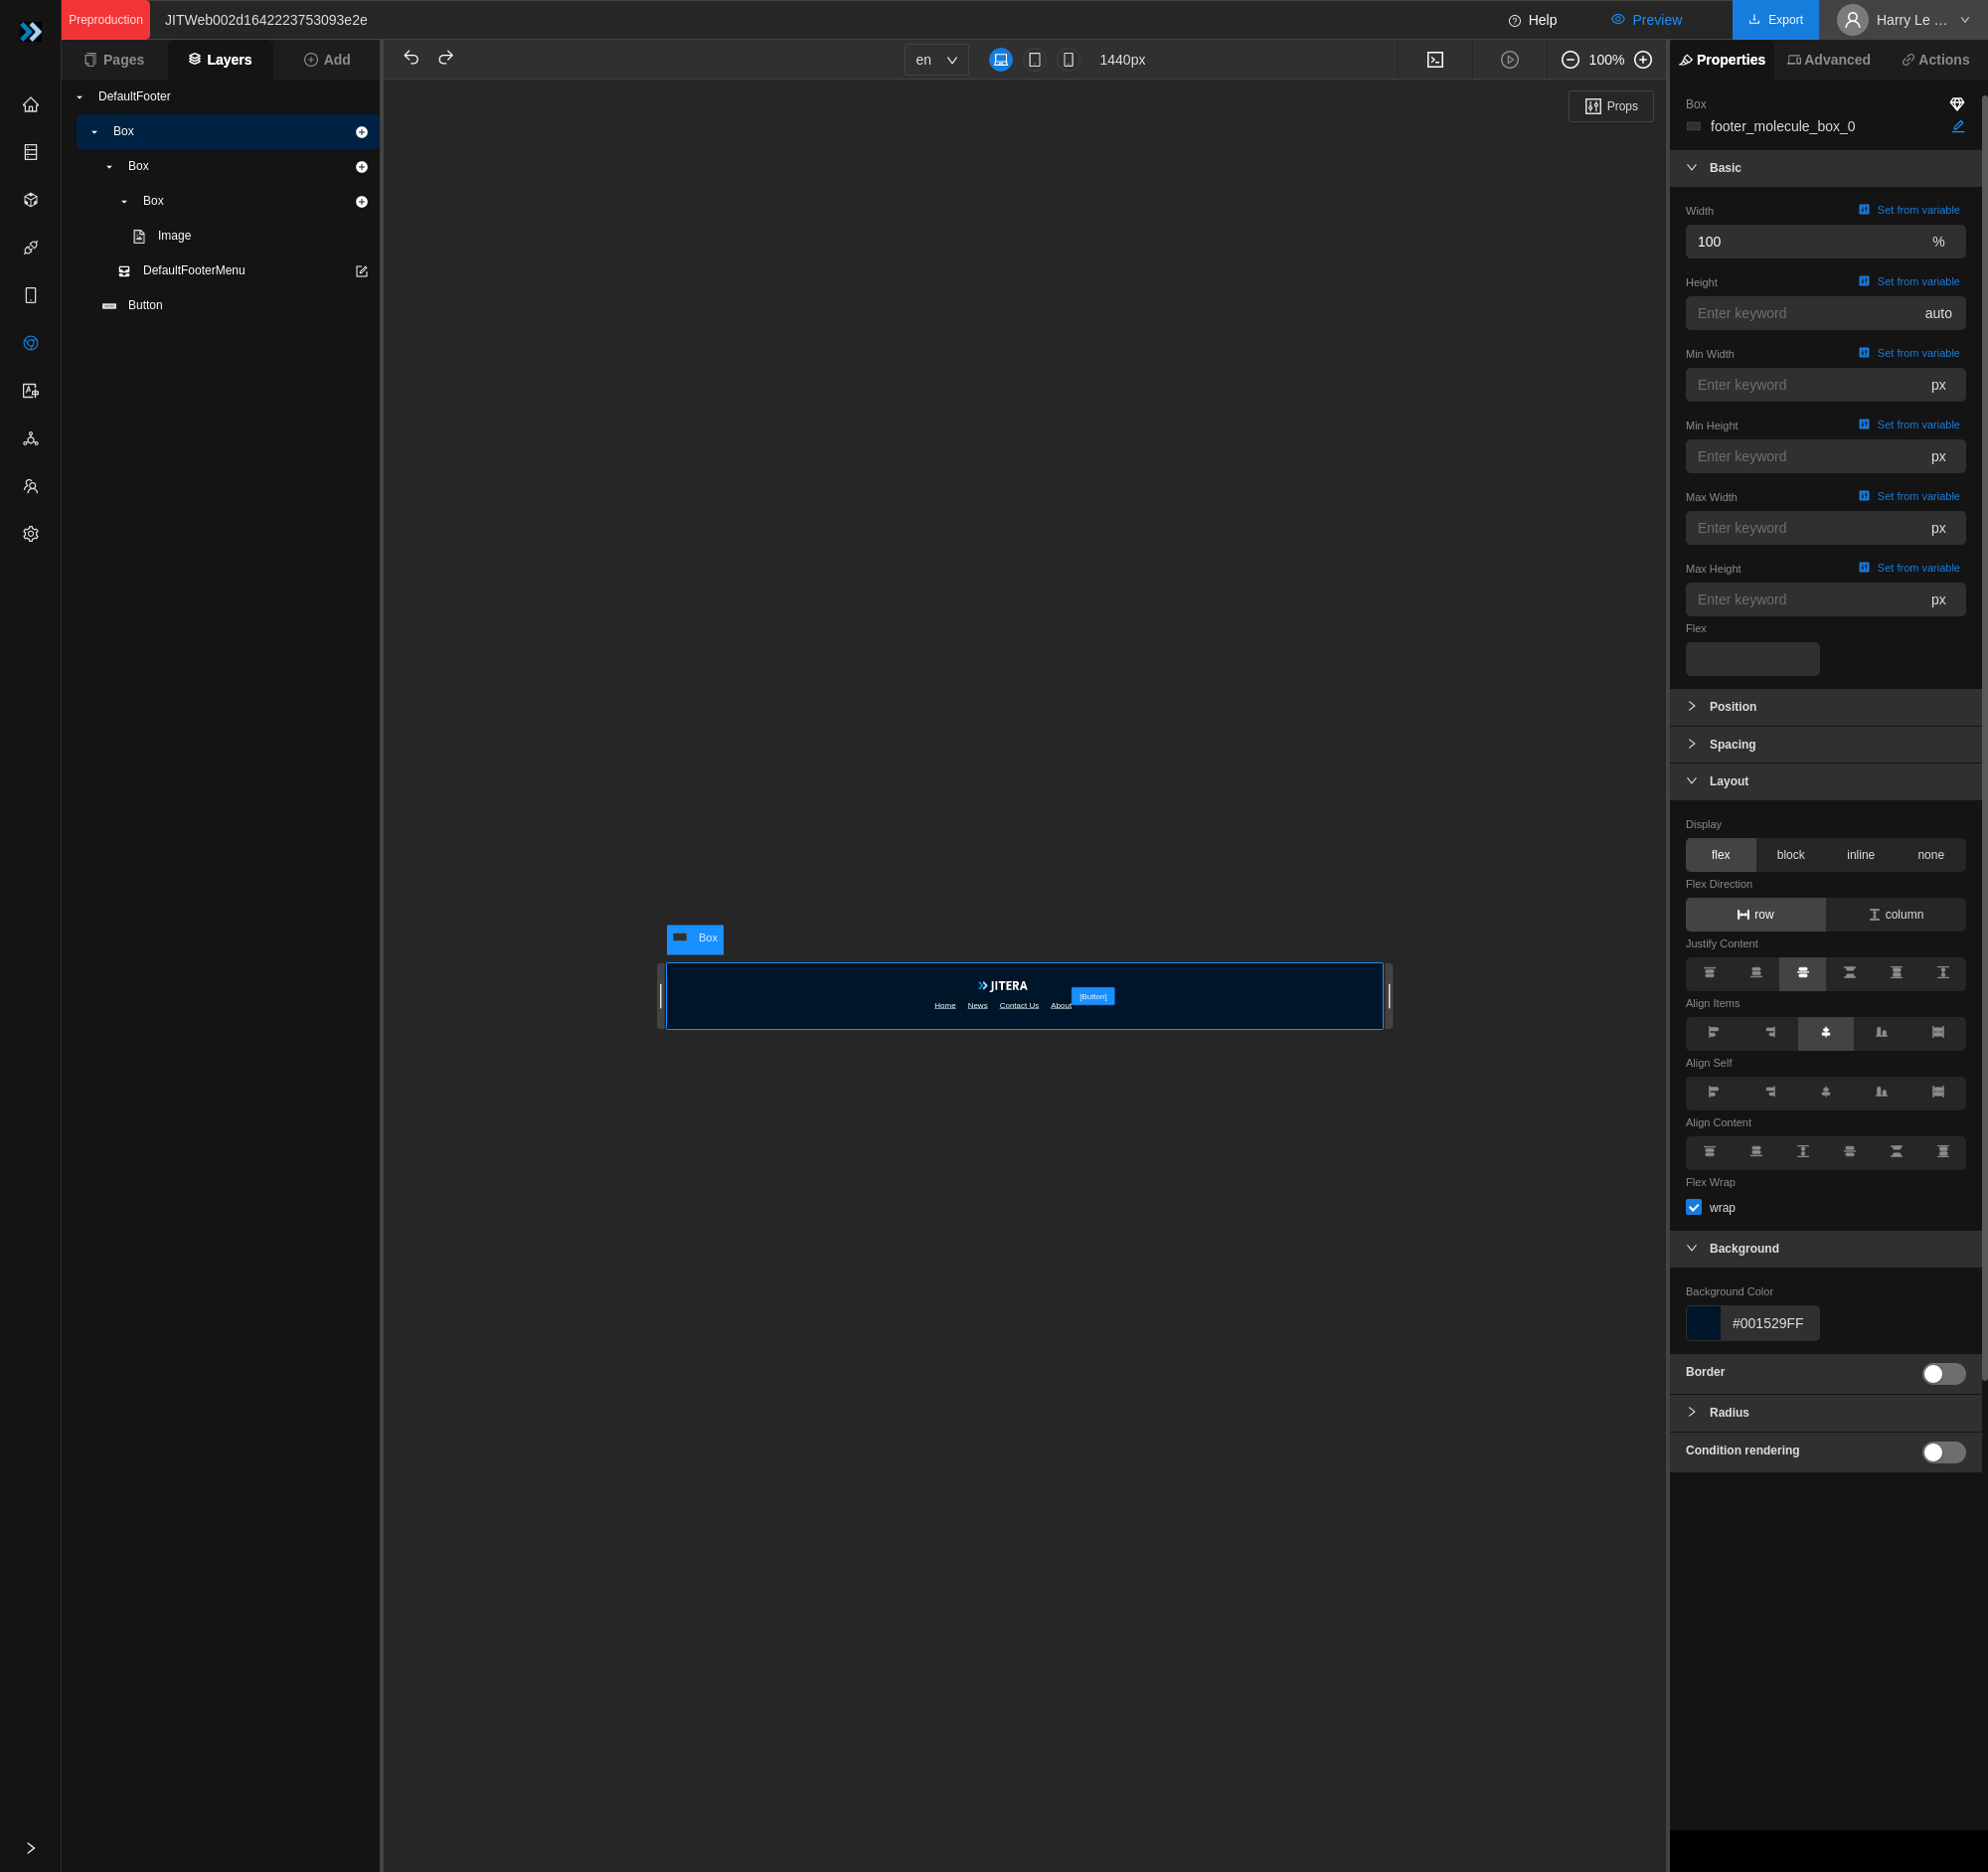 Preproduction JITWeb002d1642223753093e2e Help Preview Export Harry Le ...
Pages Layers Add
en 1440px 100%
Properties Advanced Actions
DefaultFooter
Box
Box
Box
Image
DefaultFooterMenu
Button
Props
Box
JITERA
Home News Contact Us About
[Button]
Box
footer_molecule_box_0
Basic
Width Set from variable
100 %
Height Set from variable
Enter keyword auto
Min Width Set from variable
Enter keyword px
Min Height Set from variable
Enter keyword px
Max Width Set from variable
Enter keyword px
Max Height Set from variable
Enter keyword px
Flex
Position
Spacing
Layout
Display
flex block inline none
Flex Direction
row column
Justify Content
Align Items
Align Self
Align Content
Flex Wrap
wrap
Background
Background Color
#001529FF
Border
Radius
Condition rendering